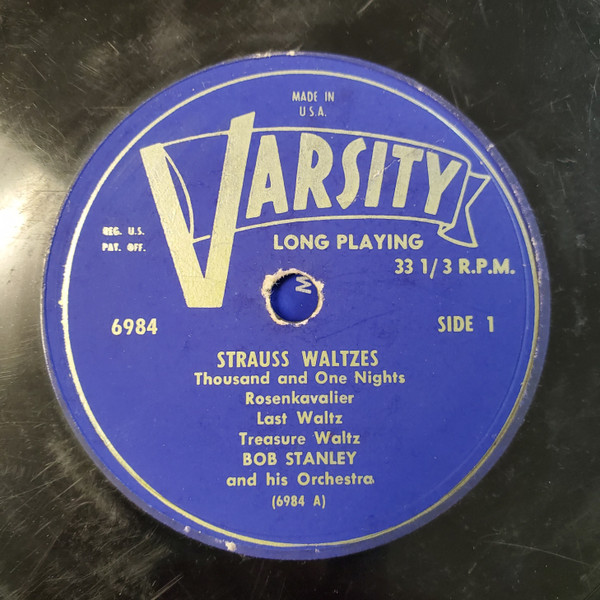 MADE IN
U.S.A.
VARSITY
REG. U.S.
PAT. OFF.
LONG PLAYING
33 1/3 R.P.M.
6984
SIDE 1
STRAUSS WALTZES
Thousand and One Nights
Rosenkavalier
Last Waltz
Treasure Waltz
BOB STANLEY
and his Orchestra
(6984 A)